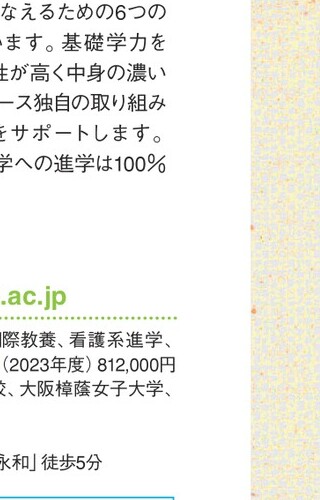 なえるための6つの
います。基礎学力を
性が高く中身の濃い
ース独自の取り組み
をサポートします。
学への進学は100％
.ac.jp
際教養、看護系進学、
（2023年度）812,000円
校、大阪樟蔭女子大学、
永和」徒歩5分